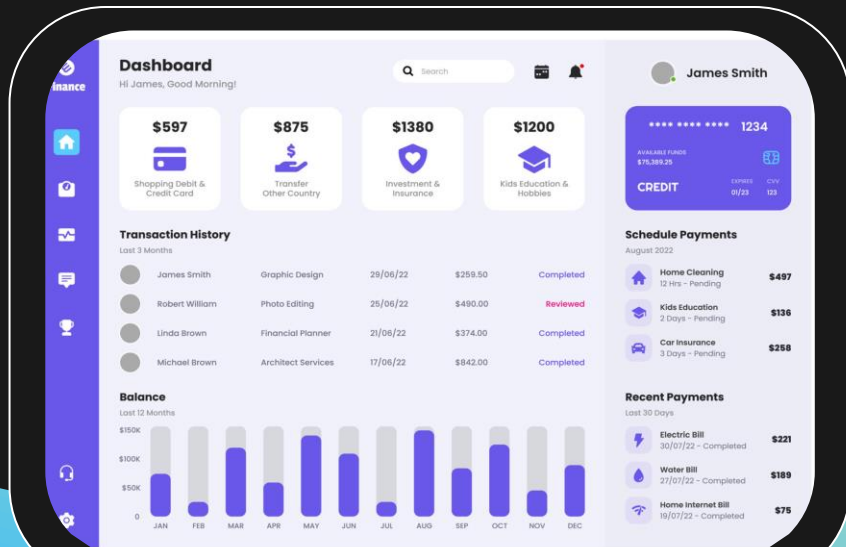 inance
Dashboard
Hi James, Good Morning!
Search
James Smith
$597
Shopping Debit &
Credit Card
$875
Transfer
Other Country
$1380
Investment &
Insurance
$1200
Kids Education &
Hobbies
**** **** **** 1234
AVAILABLE FUNDS
$75,389.25
CREDIT
EXPIRES
01/23
CVV
123
Transaction History
Last 3 Months
James Smith Graphic Design 29/06/22 $259.50 Completed
Robert William Photo Editing 25/06/22 $490.00 Reviewed
Linda Brown Financial Planner 21/06/22 $374.00 Completed
Michael Brown Architect Services 17/06/22 $842.00 Completed
Schedule Payments
August 2022
Home Cleaning
12 Hrs - Pending
$497
Kids Education
2 Days - Pending
$136
Car Insurance
3 Days - Pending
$258
Balance
Last 12 Months
$150K
$100K
$50K
0
JAN FEB MAR APR MAY JUN JUL AUG SEP OCT NOV DEC
Recent Payments
Last 30 Days
Electric Bill
30/07/22 - Completed
$221
Water Bill
27/07/22 - Completed
$189
Home Internet Bill
19/07/22 - Completed
$75